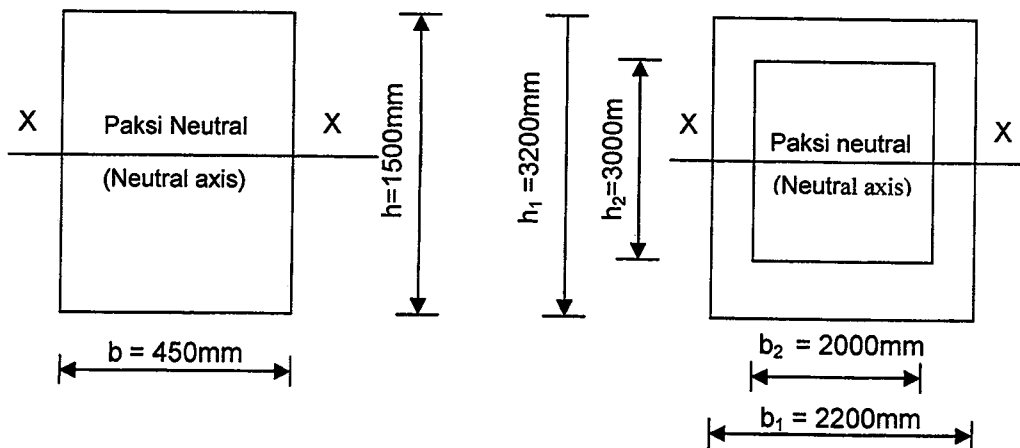 X
Paksi Neutral
X
(Neutral axis)
h=1500mm
b = 450mm
h₁ =3200mm
h₂=3000m
X
Paksi neutral
X
(Neutral axis)
b₂ = 2000mm
b₁ = 2200mm